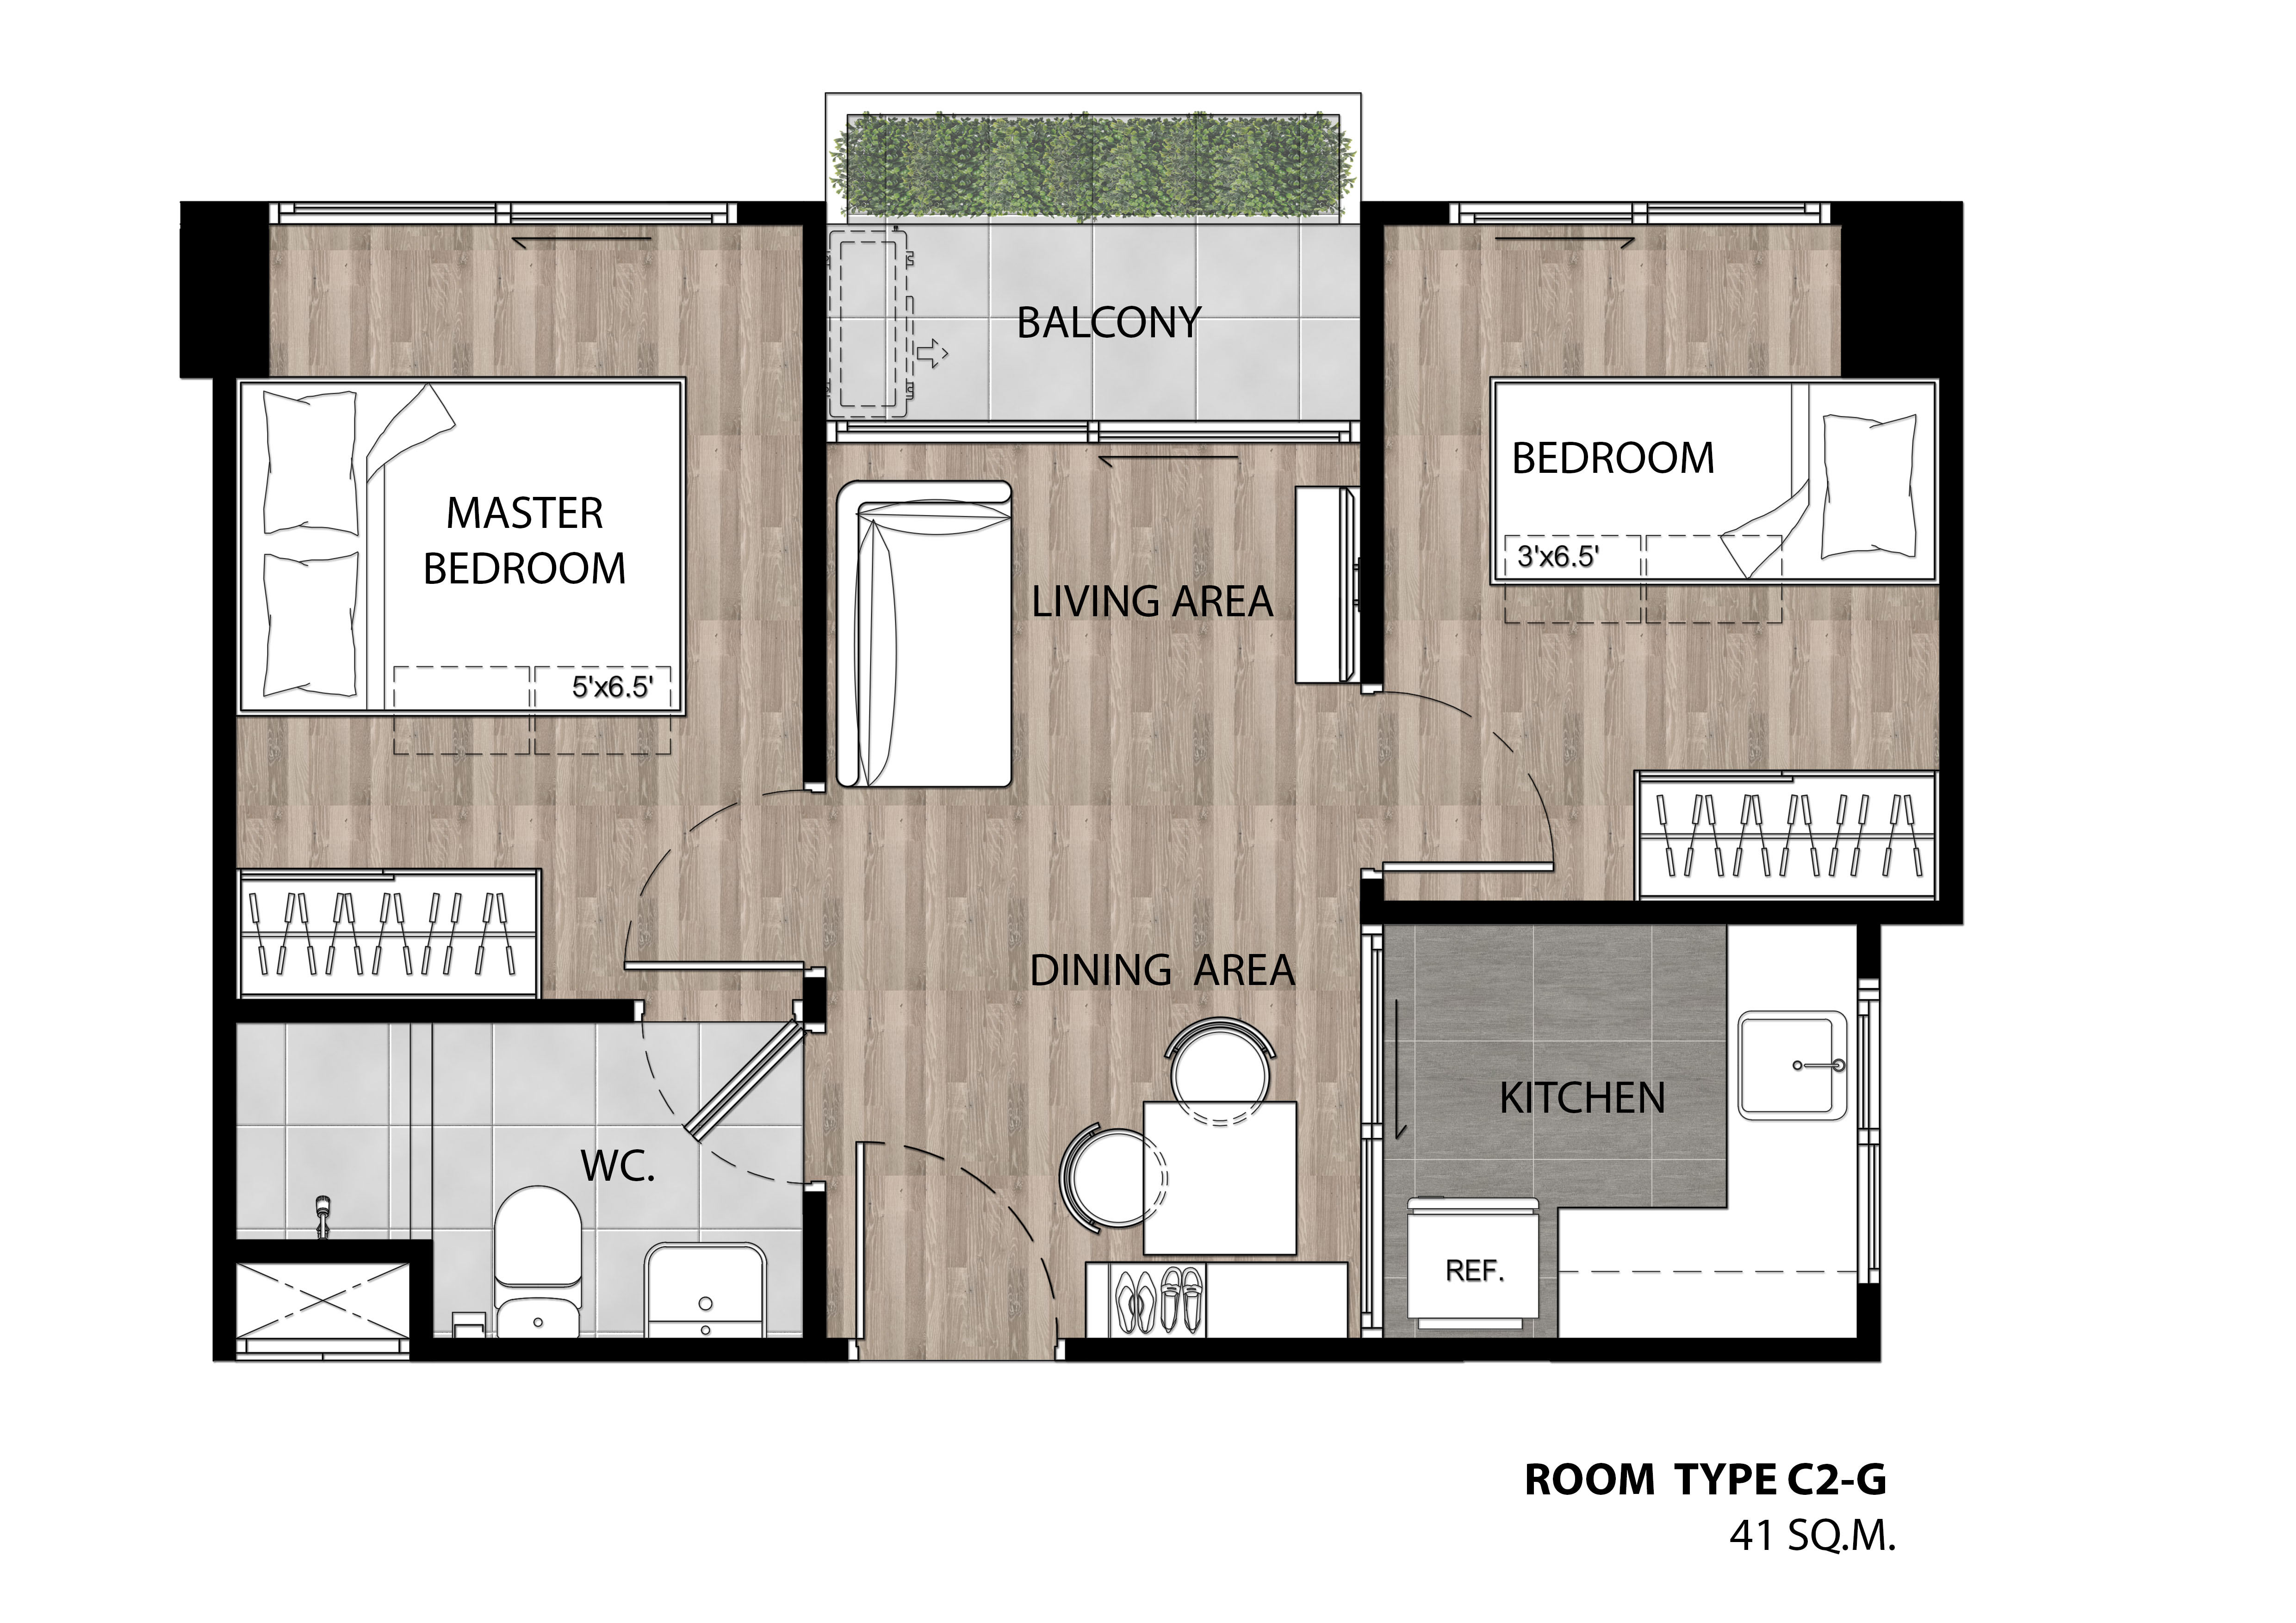 BALCONY
MASTER
BEDROOM
5'x6.5'
BEDROOM
3'x6.5'
LIVING AREA
DINING AREA
KITCHEN
WC.
REF.
ROOM TYPE C2-G
41 SQ.M.